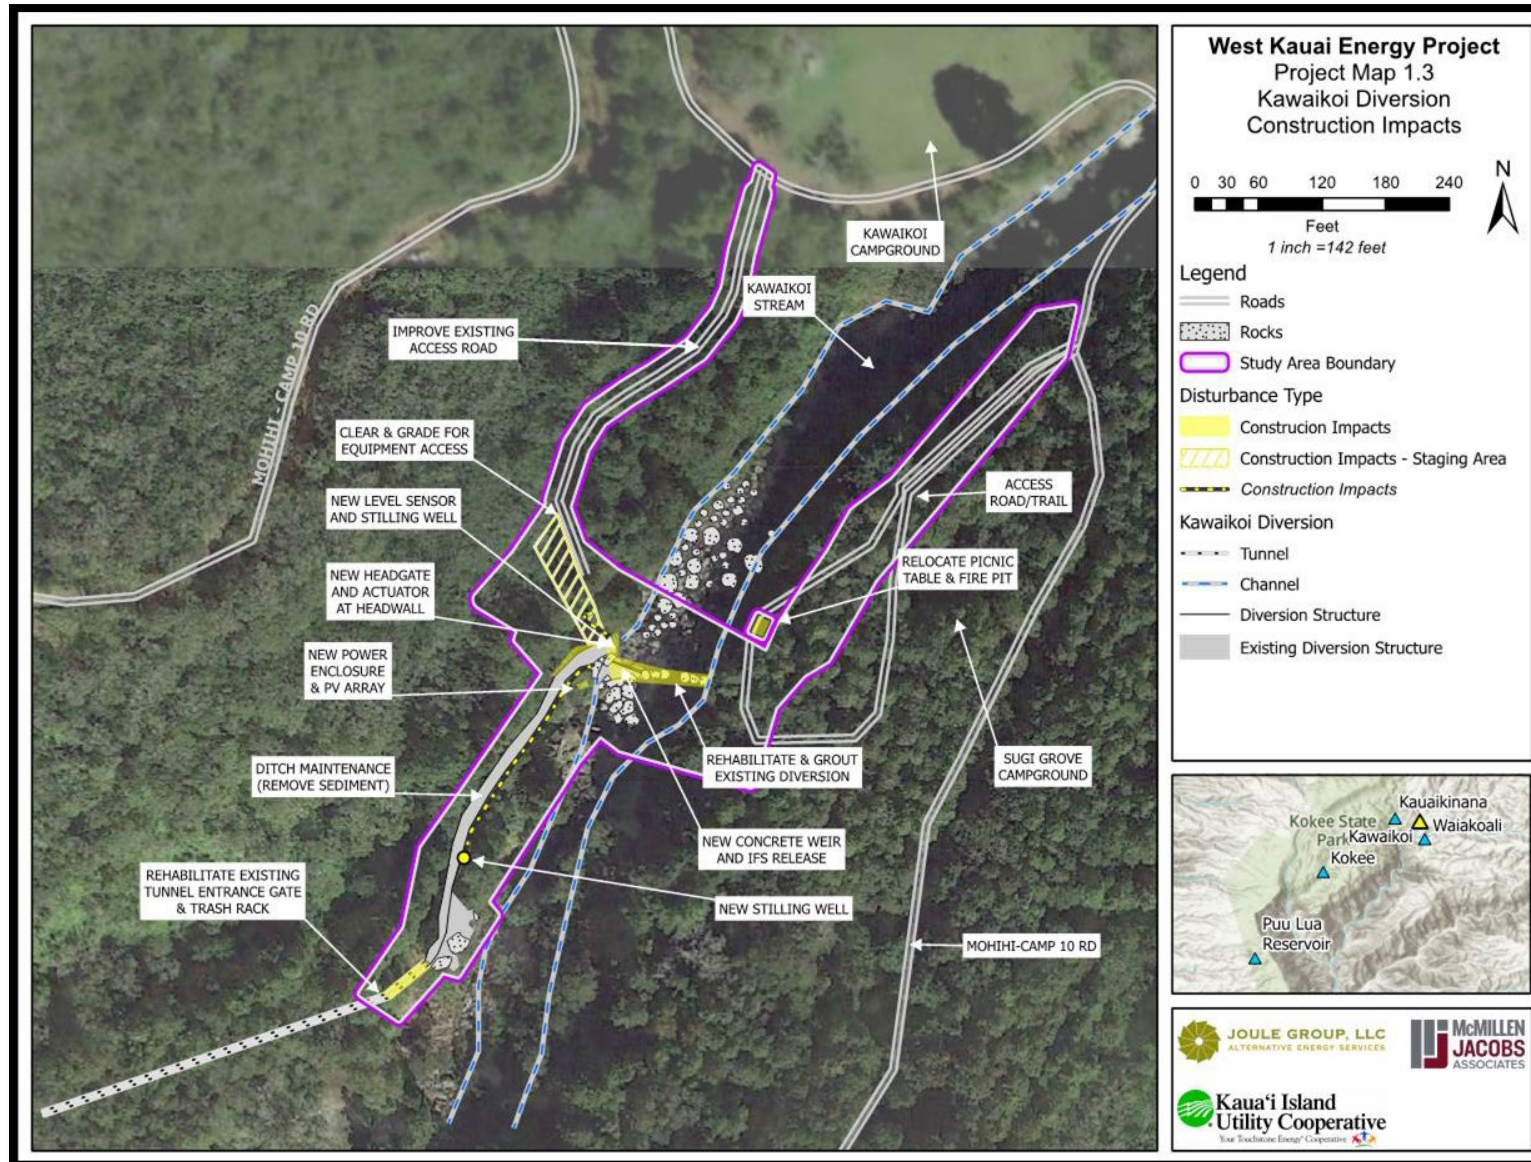 West Kauai Energy Project
Project Map 1.3
Kawaikoi Diversion
Construction Impacts
N
0 30 60 120 180 240
Feet
1 inch =142 feet
Legend
Roads
Rocks
Study Area Boundary
Disturbance Type
Construcion Impacts
Construction Impacts - Staging Area
Construction Impacts
Kawaikoi Diversion
Tunnel
Channel
Diversion Structure
Existing Diversion Structure
KAWAIKOI
CAMPGROUND
KAWAIKOI
STREAM
IMPROVE EXISTING
ACCESS ROAD
MOHIHI - CAMP 10 RD
CLEAR & GRADE FOR
EQUIPMENT ACCESS
NEW LEVEL SENSOR
AND STILLING WELL
ACCESS
ROAD/TRAIL
NEW HEADGATE
AND ACTUATOR
AT HEADWALL
RELOCATE PICNIC
TABLE & FIRE PIT
NEW POWER
ENCLOSURE
& PV ARRAY
DITCH MAINTENANCE
(REMOVE SEDIMENT)
REHABILITATE & GROUT
EXISTING DIVERSION
SUGI GROVE
CAMPGROUND
NEW CONCRETE WEIR
AND IFS RELEASE
REHABILITATE EXISTING
TUNNEL ENTRANCE GATE
& TRASH RACK
NEW STILLING WELL
MOHIHI-CAMP 10 RD
Kauaikinana
Kokee State
Park
Kawaikoi
Waiakoali
Kokee
Puu Lua
Reservoir
JOULE GROUP, LLC
ALTERNATIVE ENERGY SERVICES
McMILLEN
JACOBS
ASSOCIATES
Kaua'i Island
Utility Cooperative
Your Touchstone Energy® Cooperative